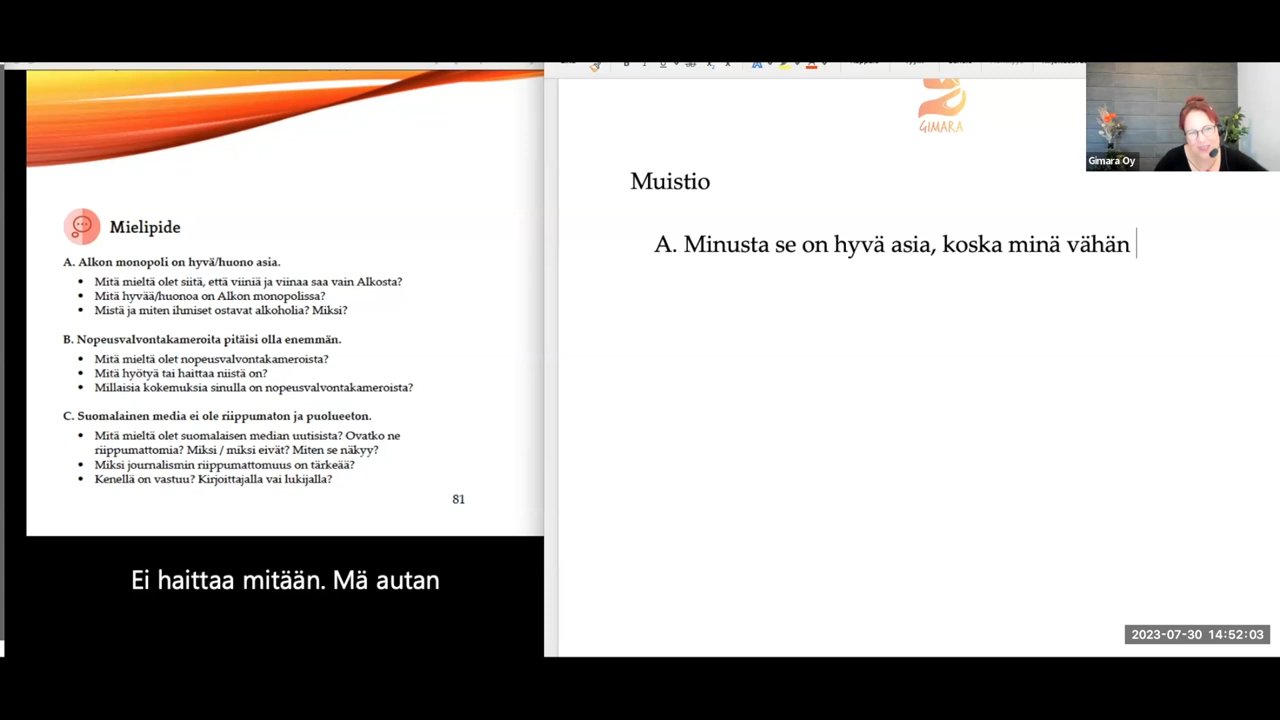 Mielipide
A. Alkon monopoli on hyvä/huono asia.
• Mitä mieltä olet siitä, että viiniä ja viinaa saa vain Alkosta?
• Mitä hyvää/huonoa on Alkon monopolissa?
• Mistä ja miten ihmiset ostavat alkoholia? Miksi?
B. Nopeusvalvontakameroita pitäisi olla enemmän.
• Mitä mieltä olet nopeusvalvontakameroista?
• Mitä hyötyä tai haittaa niistä on?
• Millaisia kokemuksia sinulla on nopeusvalvontakameroista?
C. Suomalainen media ei ole riippumaton ja puolueeton.
• Mitä mieltä olet suomalaisen median uutisista? Ovatko ne
riippumattomia? Miksi / miksi eivät? Miten se näkyy?
• Miksi journalismin riippumattomuus on tärkeää?
• Kenellä on vastuu? Kirjoittajalla vai lukijalla?
81
Ei haittaa mitään. Mä autan
GIMARA
Muistio
A. Minusta se on hyvä asia, koska minä vähän
Gimara Oy
2023-07-30 14:52:03